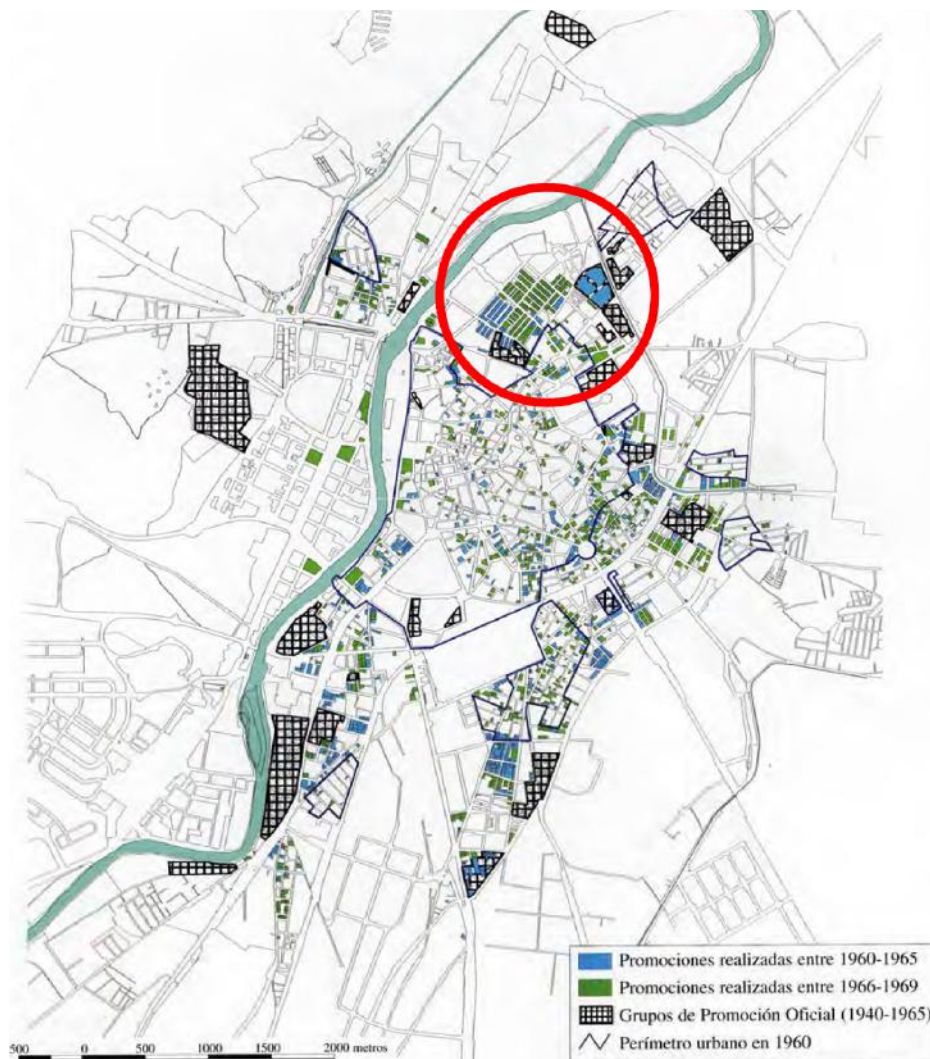 Promociones realizadas entre 1960-1965
Promociones realizadas entre 1966-1969
Grupos de Promoción Oficial (1940-1965)
Perímetro urbano en 1960
500 0 500 1000 1500 2000 metros